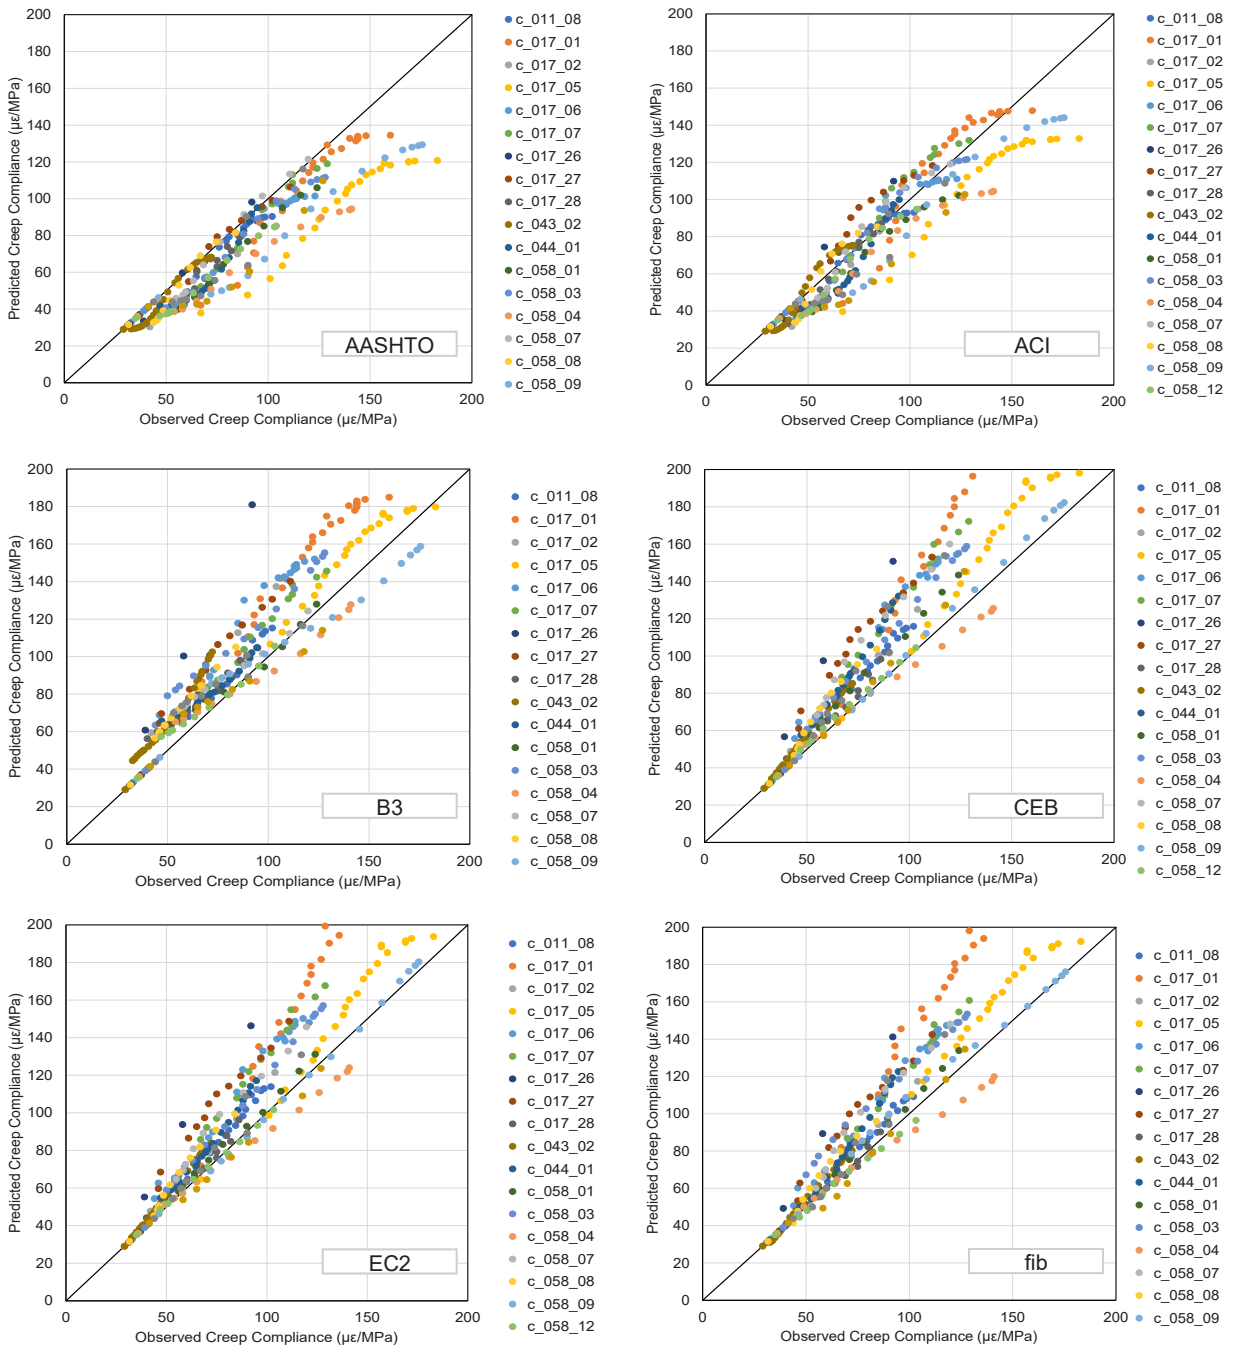 Predicted Creep Compliance (µε/MPa)
200
180
160
140
120
100
80
60
40
20
0
0 50 100 150 200
Observed Creep Compliance (µε/MPa)
AASHTO
c_011_08
c_017_01
c_017_02
c_017_05
c_017_06
c_017_07
c_017_26
c_017_27
c_017_28
c_043_02
c_044_01
c_058_01
c_058_03
c_058_04
c_058_07
c_058_08
c_058_09
Predicted Creep Compliance (µε/MPa)
200
180
160
140
120
100
80
60
40
20
0
0 50 100 150 200
Observed Creep Compliance (µε/MPa)
ACI
c_011_08
c_017_01
c_017_02
c_017_05
c_017_06
c_017_07
c_017_26
c_017_27
c_017_28
c_043_02
c_044_01
c_058_01
c_058_03
c_058_04
c_058_07
c_058_08
c_058_09
c_058_12
Predicted Creep Compliance (µε/MPa)
200
180
160
140
120
100
80
60
40
20
0
0 50 100 150 200
Observed Creep Compliance (µε/MPa)
B3
c_011_08
c_017_01
c_017_02
c_017_05
c_017_06
c_017_07
c_017_26
c_017_27
c_017_28
c_043_02
c_044_01
c_058_01
c_058_03
c_058_04
c_058_07
c_058_08
c_058_09
Predicted Creep Compliance (µε/MPa)
200
180
160
140
120
100
80
60
40
20
0
0 50 100 150 200
Observed Creep Compliance (µε/MPa)
CEB
c_011_08
c_017_01
c_017_02
c_017_05
c_017_06
c_017_07
c_017_26
c_017_27
c_017_28
c_043_02
c_044_01
c_058_01
c_058_03
c_058_04
c_058_07
c_058_08
c_058_09
c_058_12
Predicted Creep Compliance (µε/MPa)
200
180
160
140
120
100
80
60
40
20
0
0 50 100 150 200
Observed Creep Compliance (µε/MPa)
EC2
c_011_08
c_017_01
c_017_02
c_017_05
c_017_06
c_017_07
c_017_26
c_017_27
c_017_28
c_043_02
c_044_01
c_058_01
c_058_03
c_058_04
c_058_07
c_058_08
c_058_09
c_058_12
Predicted Creep Compliance (µε/MPa)
200
180
160
140
120
100
80
60
40
20
0
0 50 100 150 200
Observed Creep Compliance (µε/MPa)
fib
c_011_08
c_017_01
c_017_02
c_017_05
c_017_06
c_017_07
c_017_26
c_017_27
c_017_28
c_043_02
c_044_01
c_058_01
c_058_03
c_058_04
c_058_07
c_058_08
c_058_09